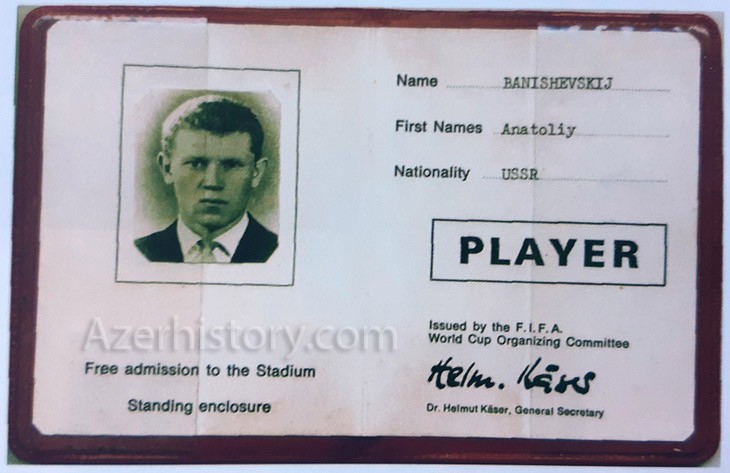 Name BANISHEVSKIJ
First Names Anatoliy
Nationality USSR
PLAYER
Issued by the F.I.F.A.
World Cup Organizing Committee
Helm. Käser
Dr. Helmut Käser, General Secretary
Azerhistory.com
Free admission to the Stadium
Standing enclosure